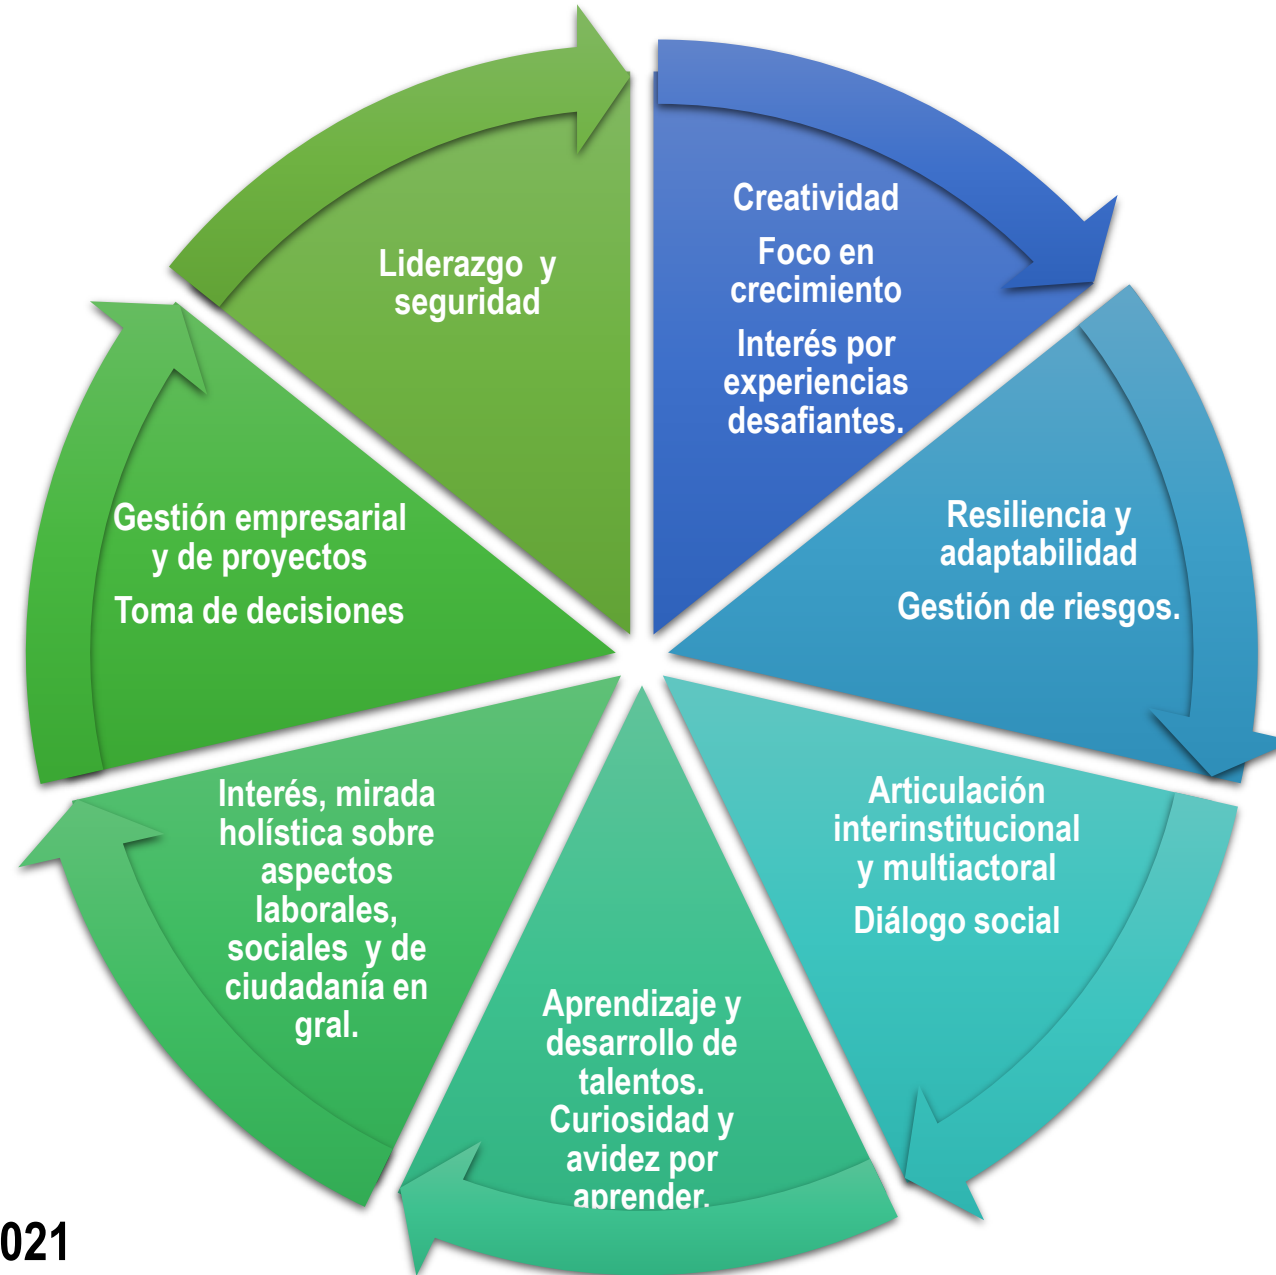 Creatividad
Foco en
crecimiento
Interés por
experiencias
desafiantes.
Resiliencia y
adaptabilidad
Gestión de riesgos.
Articulación
interinstitucional
y multiactoral
Diálogo social
Aprendizaje y
desarrollo de
talentos.
Curiosidad y
avidez por
aprender.
Interés, mirada
holística sobre
aspectos
laborales,
sociales  y de
ciudadanía en
gral.
Gestión empresarial
y de proyectos
Toma de decisiones
Liderazgo  y
seguridad
021